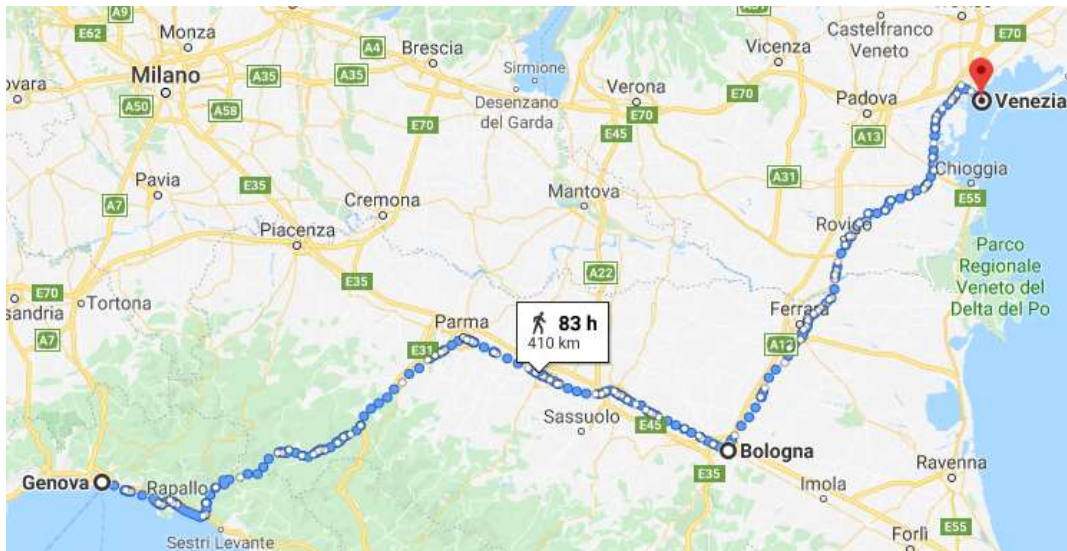 A9
E62
Monza
Milano
ovara
A35
A50
A58
A4
A35
Brescia
Sirmione
Desenzano
del Garda
Verona
E70
E70
E45
E70
A31
Vicenza
Castelfranco
Veneto
E70
Padova
A13
Venezia
Chioggia
E55
A31
Pavia
A7
E35
Cremona
Piacenza
Mantova
Rovigo
Parco
Regionale
Veneto del
Delta del Po
E70
sandria
Tortona
A7
E35
A22
Parma
E31
83 h
410 km
Ferrara
Sassuolo
E45
Bologna
E35
Imola
Ravenna
Forlì
E55
Genova
Rapallo
Sestri Levante